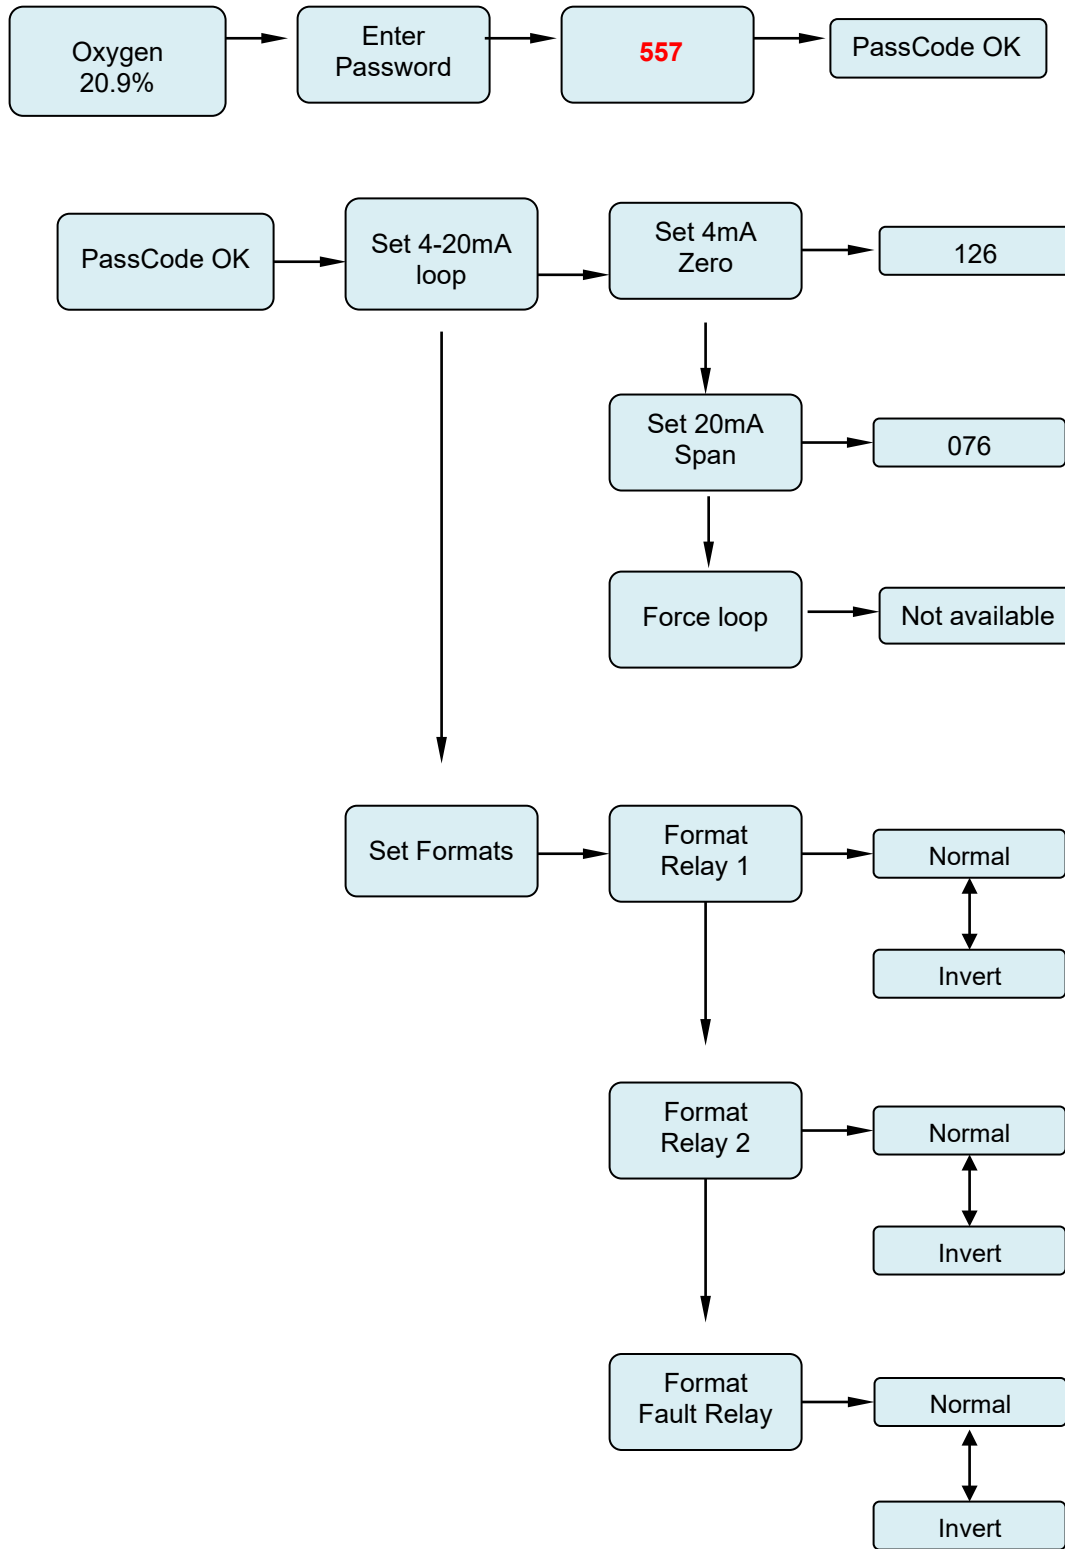 Oxygen
20.9%
Enter
Password
557
PassCode OK
PassCode OK
Set 4-20mA
loop
Set 4mA
Zero
126
Set 20mA
Span
076
Force loop
Not available
Set Formats
Format
Relay 1
Normal
Invert
Format
Relay 2
Normal
Invert
Format
Fault Relay
Normal
Invert